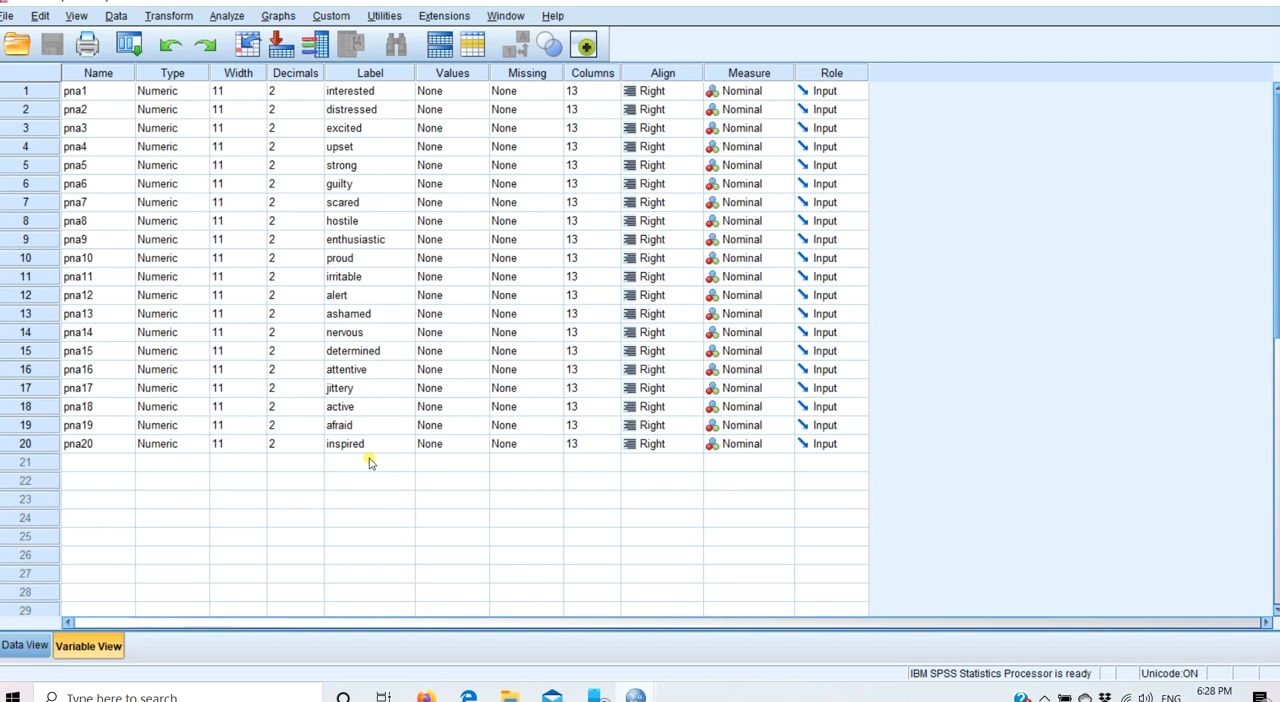 File Edit View Data Transform Analyze Graphs Custom Utilities Extensions Window Help
Name Type Width Decimals Label Values Missing Columns Align Measure Role
1 pna1 Numeric 11 2 interested None None 13 Right Nominal Input
2 pna2 Numeric 11 2 distressed None None 13 Right Nominal Input
3 pna3 Numeric 11 2 excited None None 13 Right Nominal Input
4 pna4 Numeric 11 2 upset None None 13 Right Nominal Input
5 pna5 Numeric 11 2 strong None None 13 Right Nominal Input
6 pna6 Numeric 11 2 guilty None None 13 Right Nominal Input
7 pna7 Numeric 11 2 scared None None 13 Right Nominal Input
8 pna8 Numeric 11 2 hostile None None 13 Right Nominal Input
9 pna9 Numeric 11 2 enthusiastic None None 13 Right Nominal Input
10 pna10 Numeric 11 2 proud None None 13 Right Nominal Input
11 pna11 Numeric 11 2 irritable None None 13 Right Nominal Input
12 pna12 Numeric 11 2 alert None None 13 Right Nominal Input
13 pna13 Numeric 11 2 ashamed None None 13 Right Nominal Input
14 pna14 Numeric 11 2 nervous None None 13 Right Nominal Input
15 pna15 Numeric 11 2 determined None None 13 Right Nominal Input
16 pna16 Numeric 11 2 attentive None None 13 Right Nominal Input
17 pna17 Numeric 11 2 jittery None None 13 Right Nominal Input
18 pna18 Numeric 11 2 active None None 13 Right Nominal Input
19 pna19 Numeric 11 2 afraid None None 13 Right Nominal Input
20 pna20 Numeric 11 2 inspired None None 13 Right Nominal Input
21
22
23
24
25
26
27
28
29
Data View Variable View
IBM SPSS Statistics Processor is ready Unicode:ON
Type here to search ENG 6:28 PM